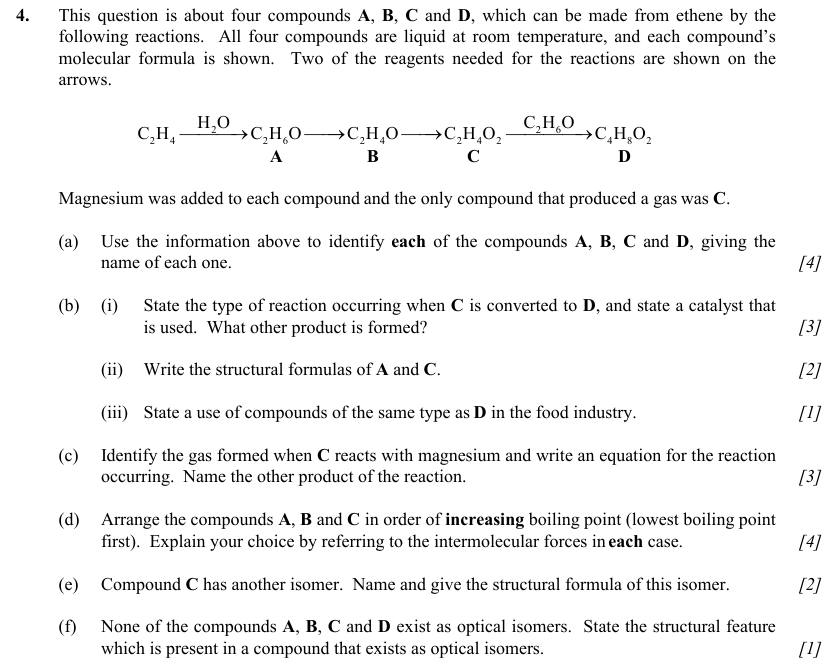 4. This question is about four compounds A, B, C and D, which can be made from ethene by the
following reactions. All four compounds are liquid at room temperature, and each compound's
molecular formula is shown. Two of the reagents needed for the reactions are shown on the
arrows.
C₂H₄ —H₂O→ C₂H₆O ⟶ C₂H₄O ⟶ C₂H₄O₂ —C₂H₆O→ C₄H₈O₂
A B C D
Magnesium was added to each compound and the only compound that produced a gas was C.
(a) Use the information above to identify each of the compounds A, B, C and D, giving the
name of each one. [4]
(b) (i) State the type of reaction occurring when C is converted to D, and state a catalyst that
is used. What other product is formed? [3]
(ii) Write the structural formulas of A and C. [2]
(iii) State a use of compounds of the same type as D in the food industry. [1]
(c) Identify the gas formed when C reacts with magnesium and write an equation for the reaction
occurring. Name the other product of the reaction. [3]
(d) Arrange the compounds A, B and C in order of increasing boiling point (lowest boiling point
first). Explain your choice by referring to the intermolecular forces in each case. [4]
(e) Compound C has another isomer. Name and give the structural formula of this isomer. [2]
(f) None of the compounds A, B, C and D exist as optical isomers. State the structural feature
which is present in a compound that exists as optical isomers. [1]